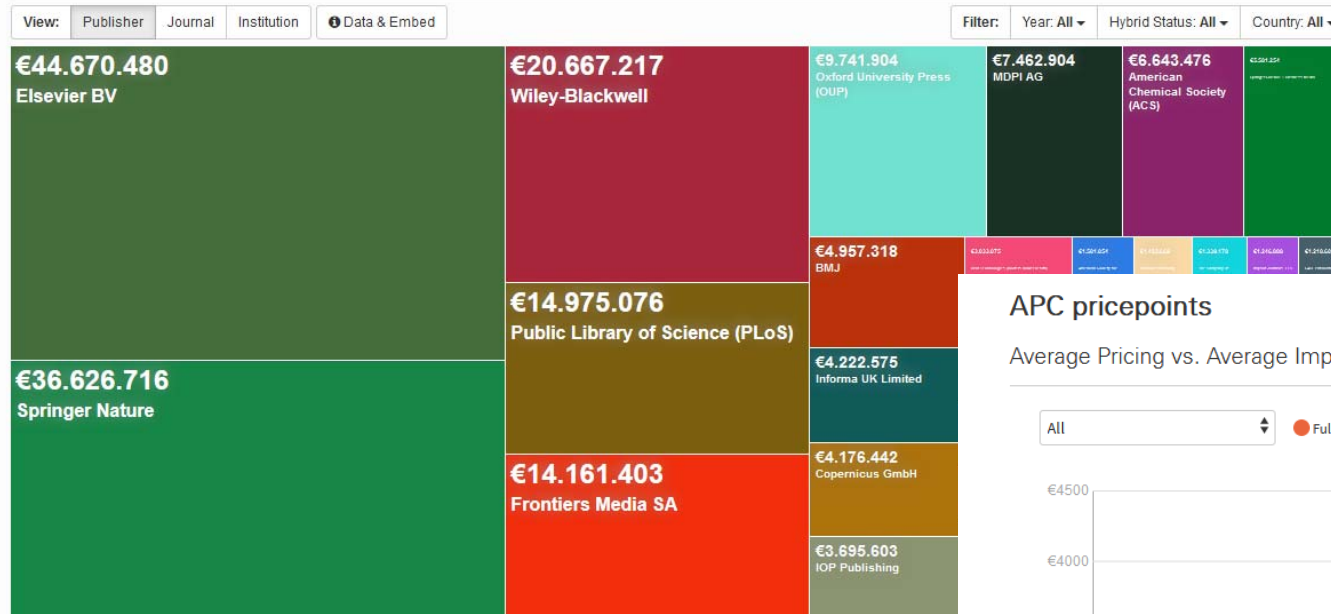 View: Publisher Journal Institution Data & Embed
Filter: Year: All Hybrid Status: All Country: All
€44.670.480
Elsevier BV
€36.626.716
Springer Nature
€20.667.217
Wiley-Blackwell
€14.975.076
Public Library of Science (PLoS)
€14.161.403
Frontiers Media SA
€9.741.904
Oxford University Press
(OUP)
€7.462.904
MDPI AG
€6.643.476
American
Chemical Society
(ACS)
€4.957.318
BMJ
€4.222.575
Informa UK Limited
€4.176.442
Copernicus GmbH
€3.695.603
IOP Publishing
APC pricepoints
Average Pricing vs. Average Imp
All
Ful
€4500
€4000